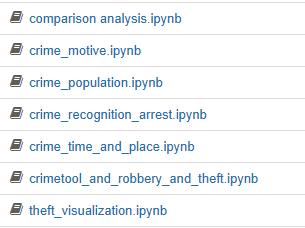 comparison analysis.ipynb
crime_motive.ipynb
crime_population.ipynb
crime_recognition_arrest.ipynb
crime_time_and_place.ipynb
crimetool_and_robbery_and_theft.ipynb
theft_visualization.ipynb